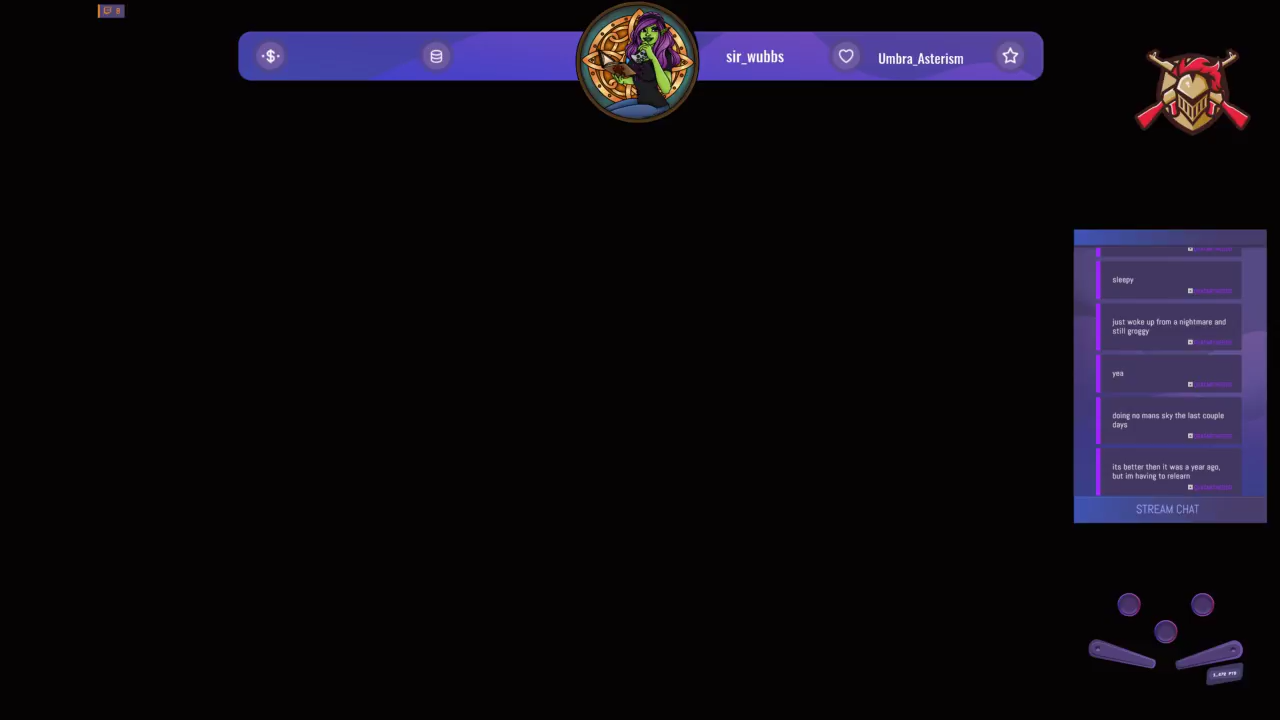 sir_wubbs
Umbra_Asterism
sleepy
just woke up from a nightmare and
still groggy
yea
doing no mans sky the last couple
days
its better then it was a year ago,
but im having to relearn
STREAM CHAT